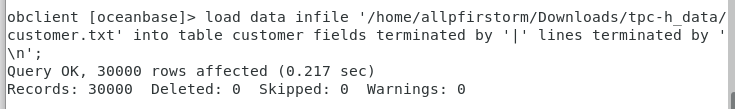 obclient [oceanbase]> load data infile '/home/allpfirstorm/Downloads/tpc-h_data/
customer.txt' into table customer fields terminated by '|' lines terminated by '
\n';
Query OK, 30000 rows affected (0.217 sec)
Records: 30000  Deleted: 0  Skipped: 0  Warnings: 0